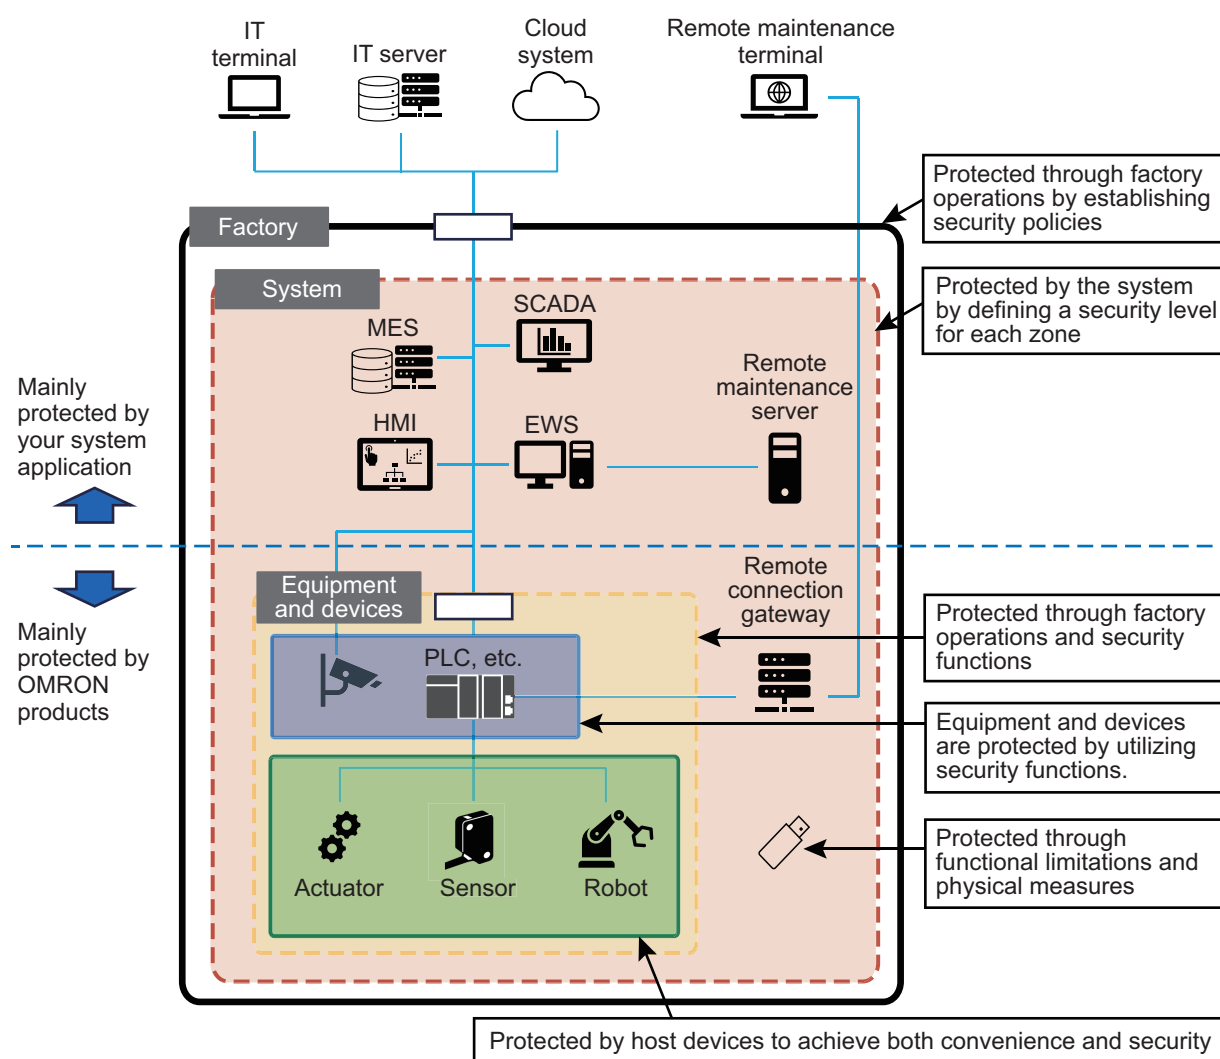 IT
terminal
IT server
Cloud
system
Remote maintenance
terminal
Protected through factory
operations by establishing
security policies
Factory
System
Protected by the system
by defining a security level
for each zone
SCADA
MES
Remote
maintenance
server
HMI
EWS
Mainly
protected by
your system
application
Equipment
and devices
Remote
connection
gateway
Mainly
protected by
OMRON
products
Protected through factory
operations and security
functions
PLC, etc.
Equipment and devices
are protected by utilizing
security functions.
Protected through
functional limitations and
physical measures
Actuator
Sensor
Robot
Protected by host devices to achieve both convenience and security